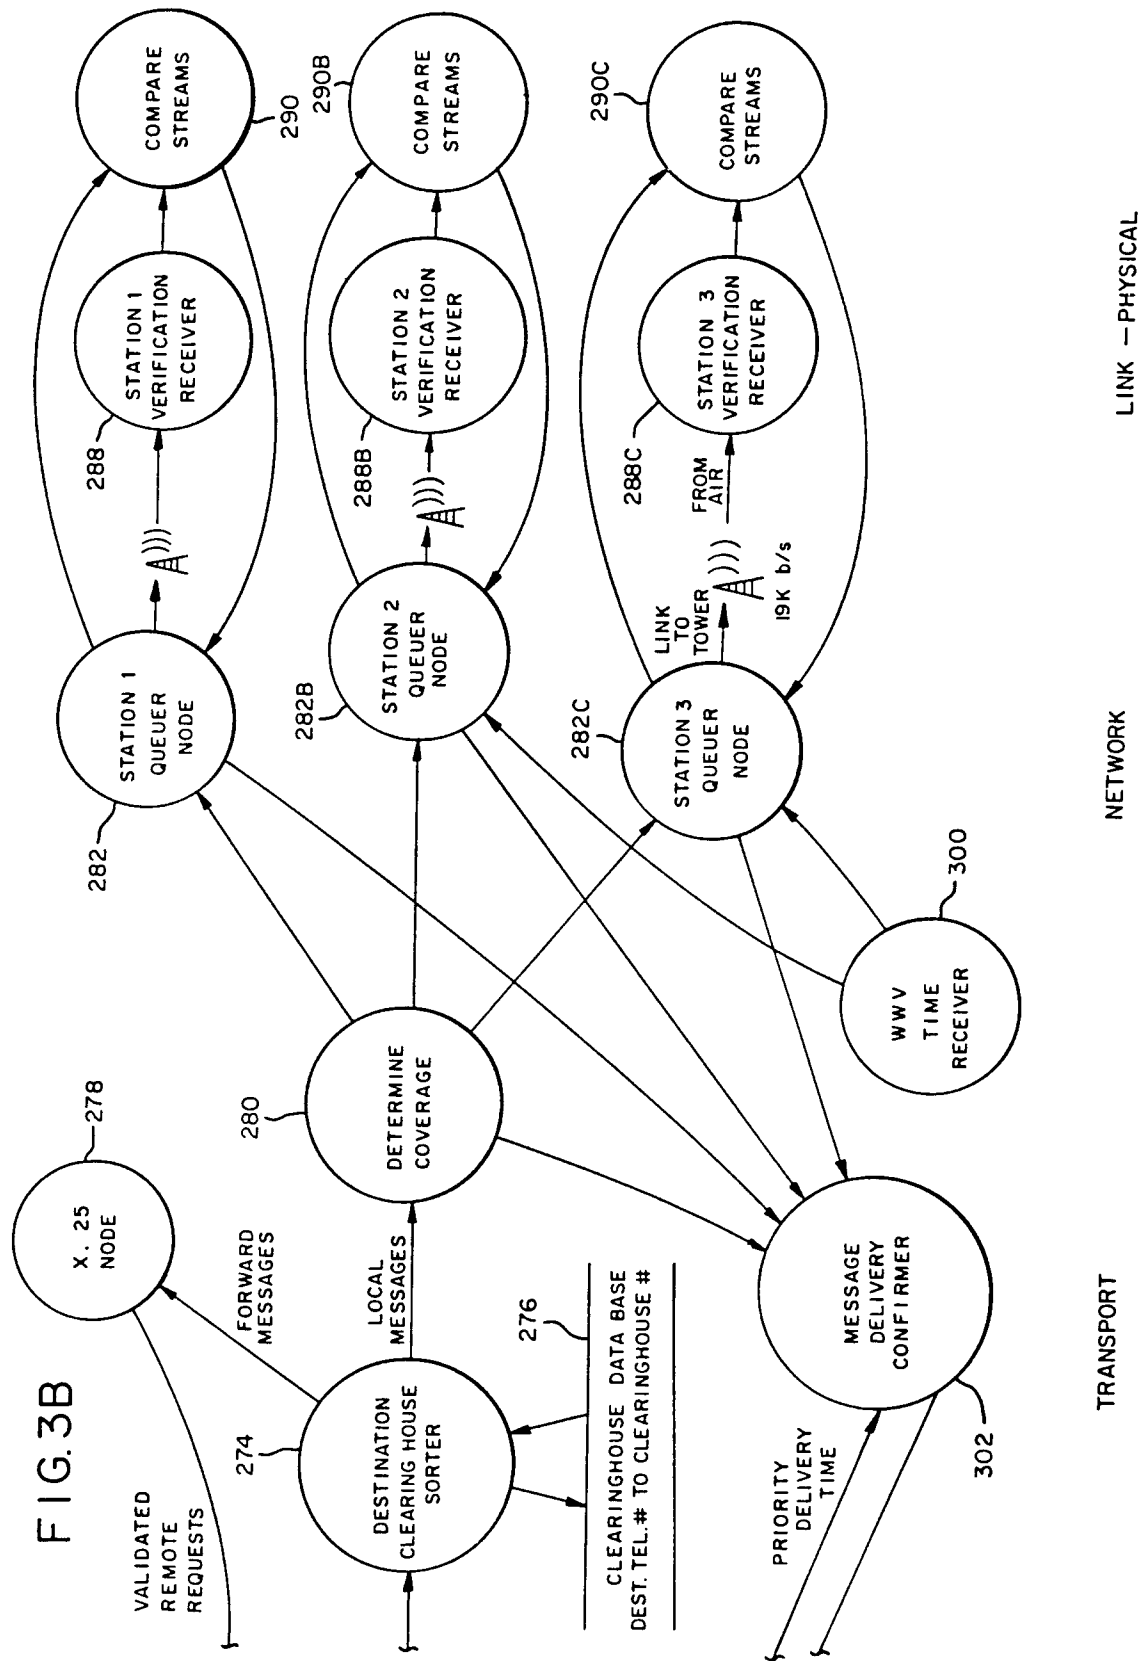 FIG. 3B
VALIDATED
REMOTE
REQUESTS
X. 25
NODE
278
FORWARD
MESSAGES
274
DESTINATION
CLEARING HOUSE
SORTER
LOCAL
MESSAGES
276
CLEARINGHOUSE DATA BASE
DEST. TEL.# TO CLEARINGHOUSE #
280
DETERMINE
COVERAGE
PRIORITY
DELIVERY
TIME
MESSAGE
DELIVERY
CONFIRMER
302
WWV
TIME
RECEIVER
300
282
STATION 1
QUEUER
NODE
288
STATION 1
VERIFICATION
RECEIVER
COMPARE
STREAMS
290
282B
STATION 2
QUEUER
NODE
288B
STATION 2
VERIFICATION
RECEIVER
290B
COMPARE
STREAMS
282C
STATION 3
QUEUER
NODE
LINK
TO
TOWER
19K b/s
FROM
AIR
288C
STATION 3
VERIFICATION
RECEIVER
290C
COMPARE
STREAMS
TRANSPORT
NETWORK
LINK - PHYSICAL